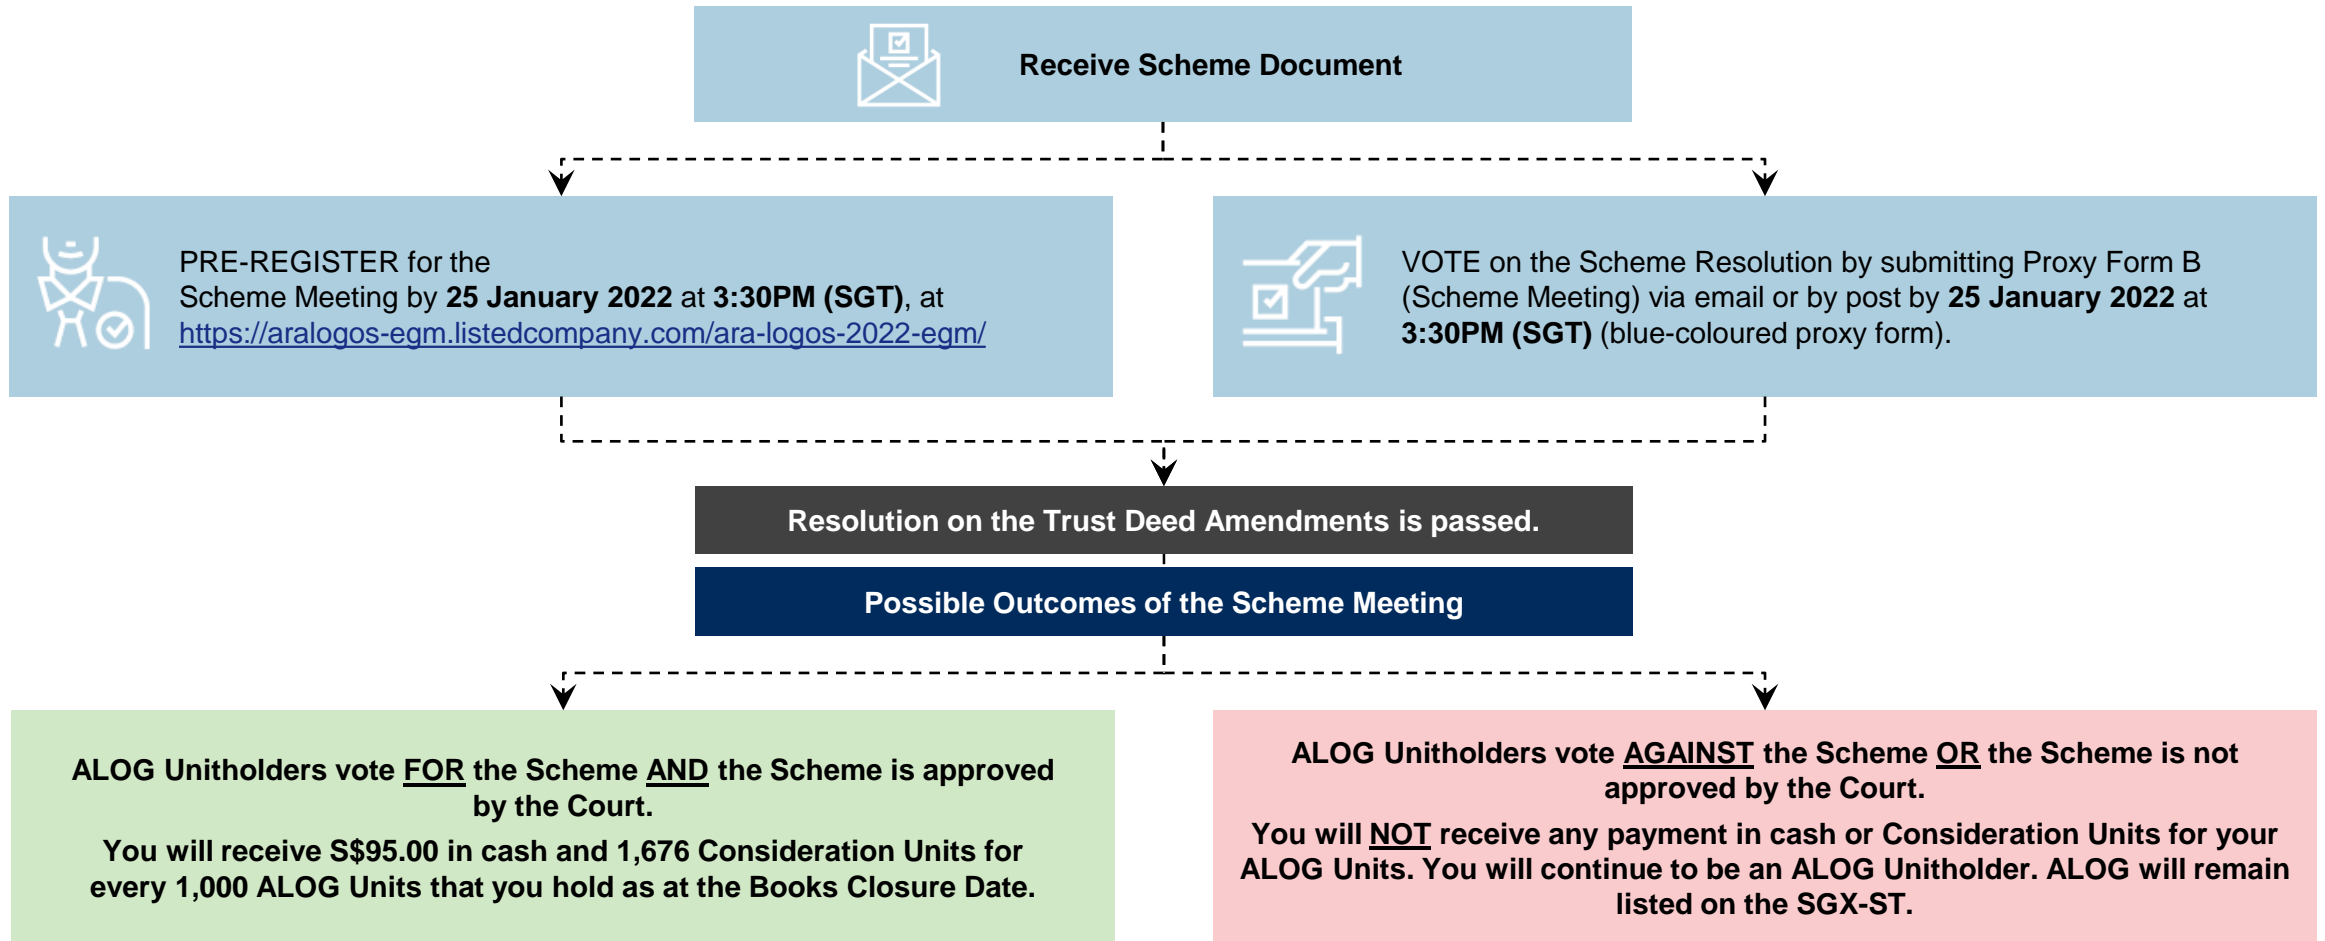 Receive Scheme Document
PRE-REGISTER for the
Scheme Meeting by 25 January 2022 at 3:30PM (SGT), at
https://aralogos-egm.listedcompany.com/ara-logos-2022-egm/
VOTE on the Scheme Resolution by submitting Proxy Form B
(Scheme Meeting) via email or by post by 25 January 2022 at
3:30PM (SGT) (blue-coloured proxy form).
Resolution on the Trust Deed Amendments is passed.
Possible Outcomes of the Scheme Meeting
ALOG Unitholders vote FOR the Scheme AND the Scheme is approved
by the Court.
You will receive S$95.00 in cash and 1,676 Consideration Units for
every 1,000 ALOG Units that you hold as at the Books Closure Date.
ALOG Unitholders vote AGAINST the Scheme OR the Scheme is not
approved by the Court.
You will NOT receive any payment in cash or Consideration Units for your
ALOG Units. You will continue to be an ALOG Unitholder. ALOG will remain
listed on the SGX-ST.